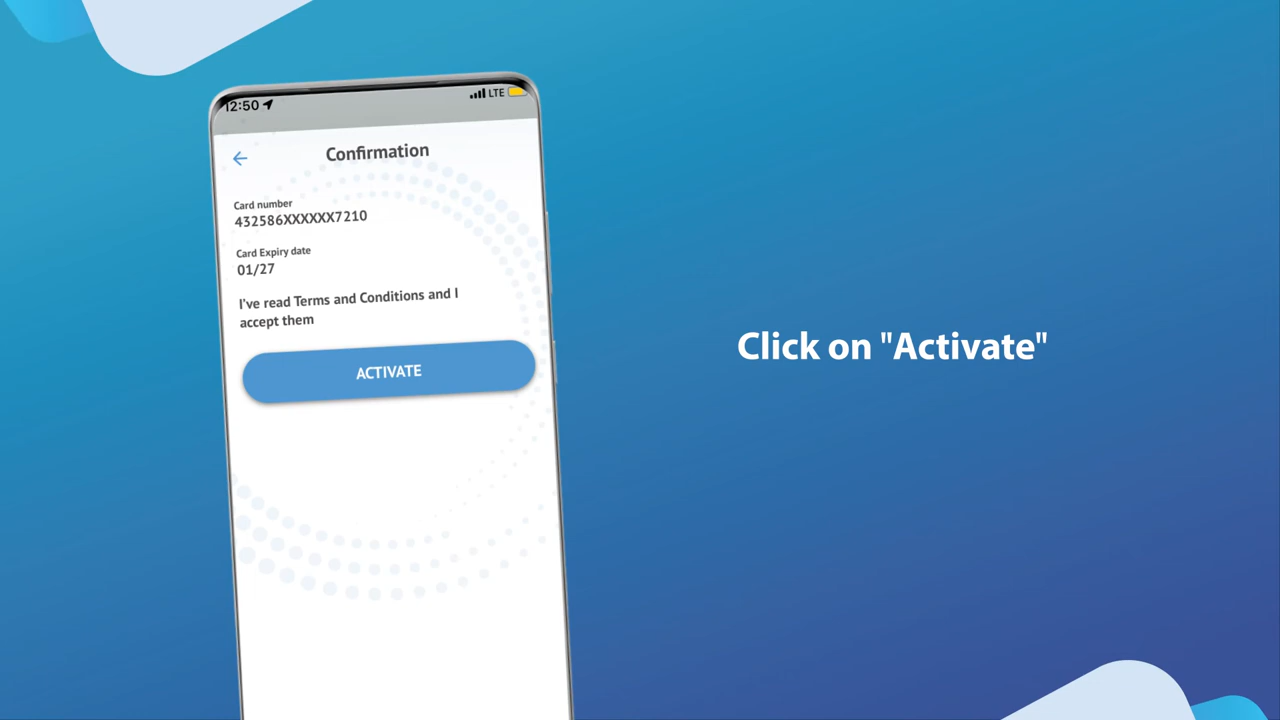 12:50
LTE
Confirmation
Card number
432586XXXXXX7210
Card Expiry date
01/27
I've read Terms and Conditions and I
accept them
ACTIVATE
Click on "Activate"